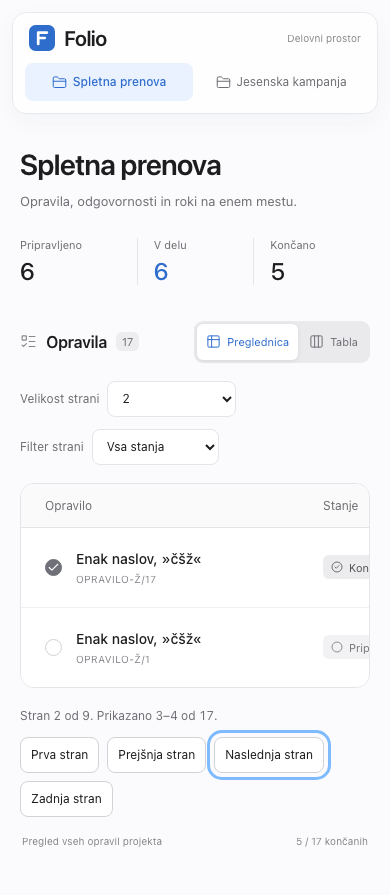 Folio
Delovni prostor
Spletna prenova
Jesenska kampanja
Spletna prenova
Opravila, odgovornosti in roki na enem mestu.
Pripravljeno
V delu
Končano
6
6
5
Opravila 17
Preglednica
Tabla
Velikost strani 2
Filter strani Vsa stanja
Opravilo
Stanje
Enak naslov, »čšž«
OPRAVILO-Ž/17
Kon
Enak naslov, »čšž«
OPRAVILO-Ž/1
Prip
Stran 2 od 9. Prikazano 3–4 od 17.
Prva stran
Prejšnja stran
Naslednja stran
Zadnja stran
Pregled vseh opravil projekta
5 / 17 končanih